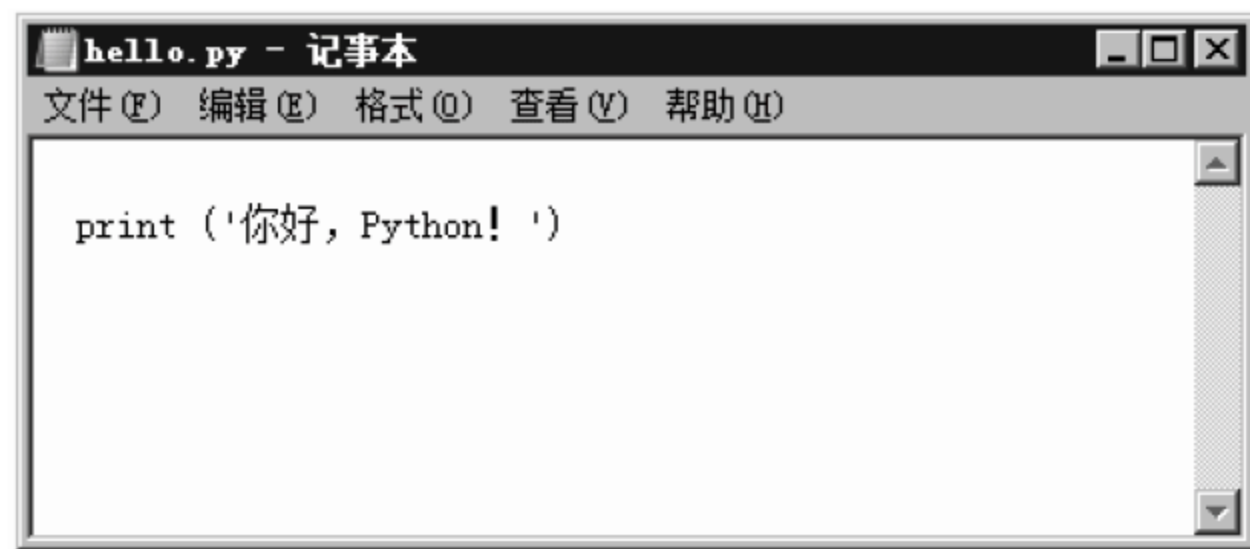 hello.py - 记事本
文件(F) 编辑(E) 格式(O) 查看(V) 帮助(H)
print ('你好，Python！')